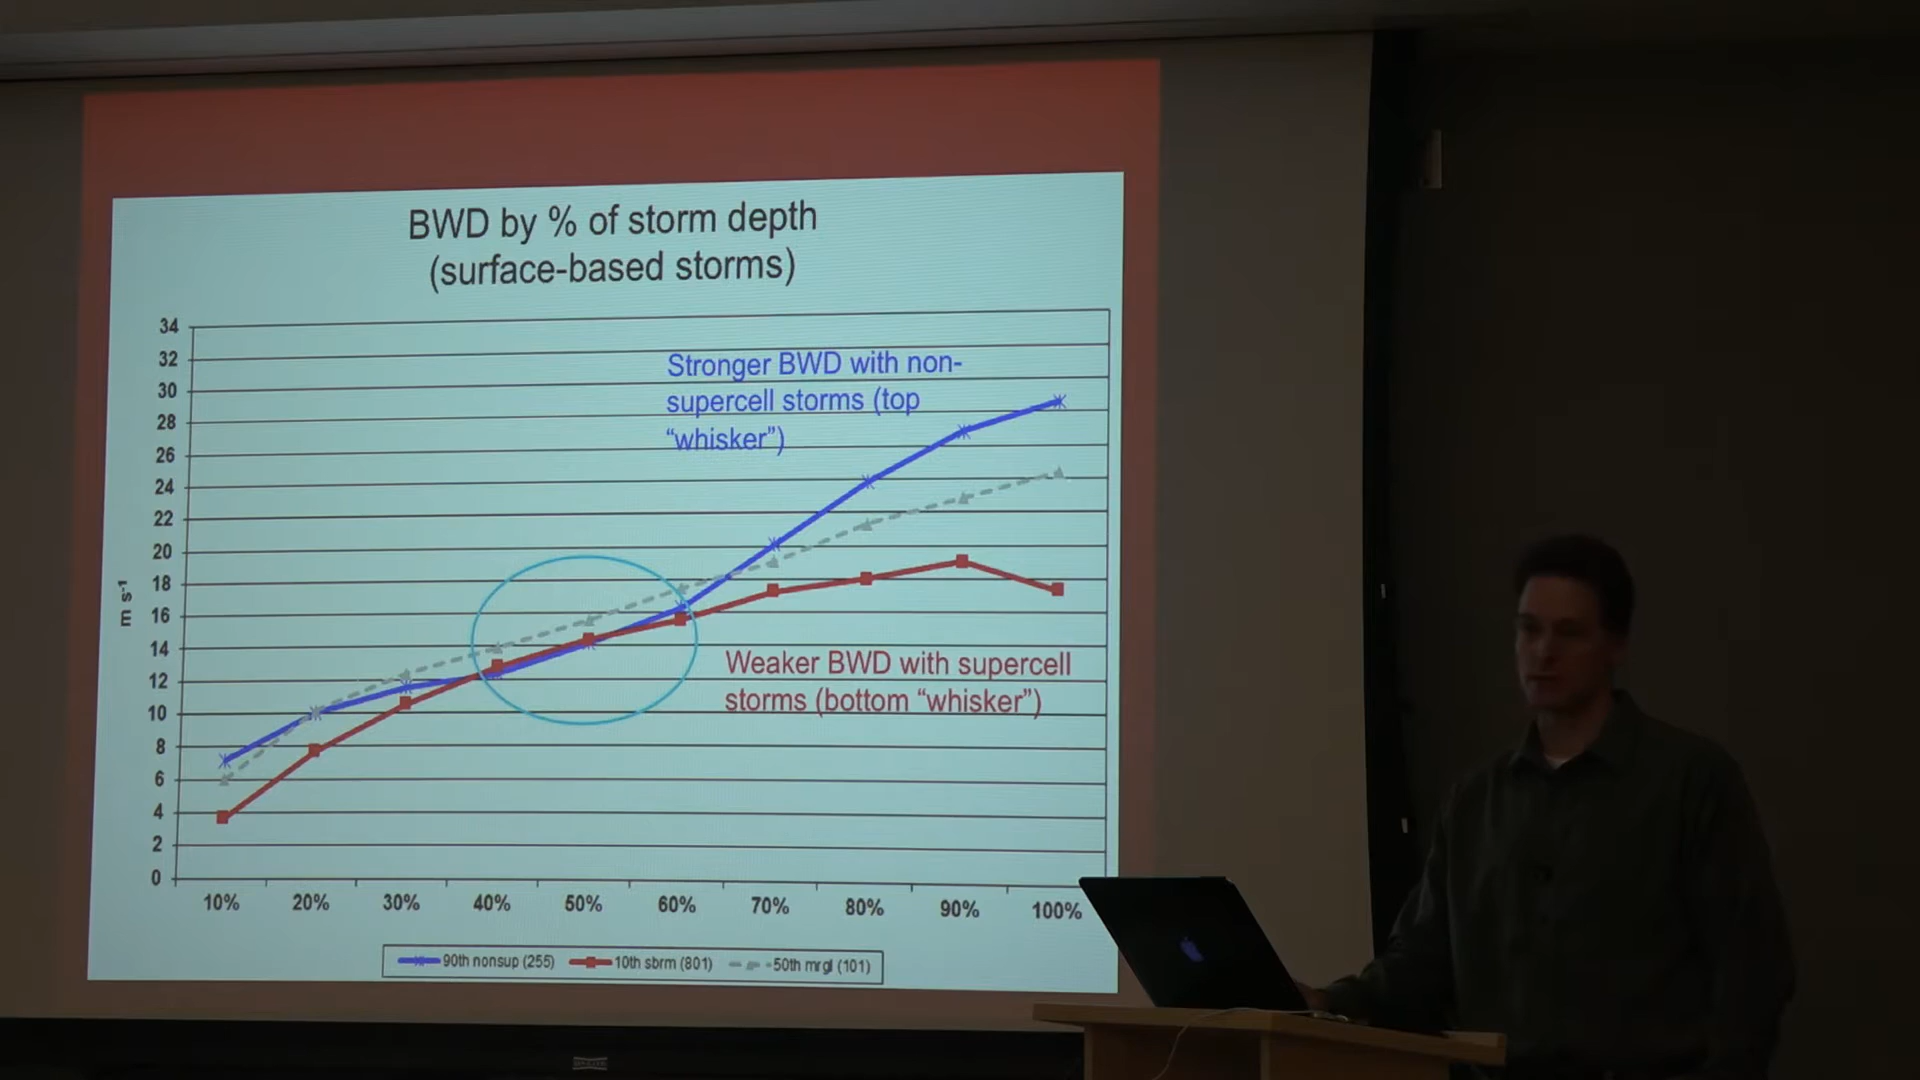 BWD by % of storm depth
(surface-based storms)
34
32
30
28
26
24
22
20
18
16
14
12
10
8
6
4
2
0
m s-1
Stronger BWD with non-
supercell storms (top
“whisker”)
Weaker BWD with supercell
storms (bottom “whisker”)
10% 20% 30% 40% 50% 60% 70% 80% 90% 100%
90th nonsup (255) 10th sbrm (801) 50th mrgl (101)